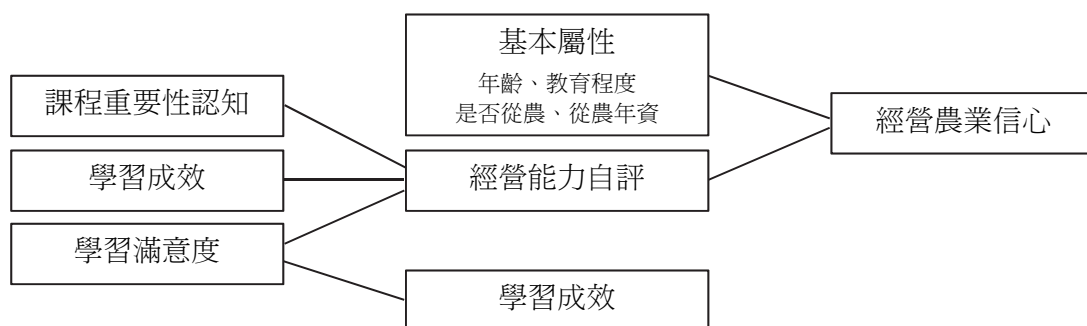 基本屬性
年齡、教育程度
是否從農、從農年資
課程重要性認知
經營農業信心
學習成效
經營能力自評
學習滿意度
學習成效